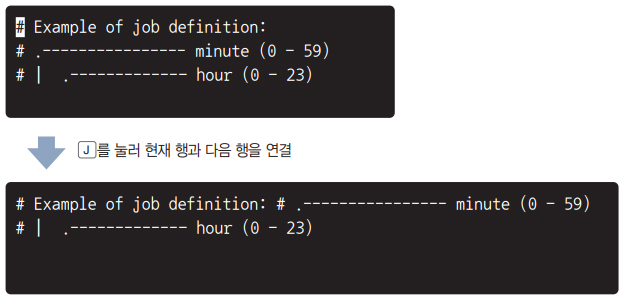 # Example of job definition:
# .---------------- minute (0 - 59)
# |  .------------- hour (0 - 23)
J를 눌러 현재 행과 다음 행을 연결
# Example of job definition: # .---------------- minute (0 - 59)
# |  .------------- hour (0 - 23)